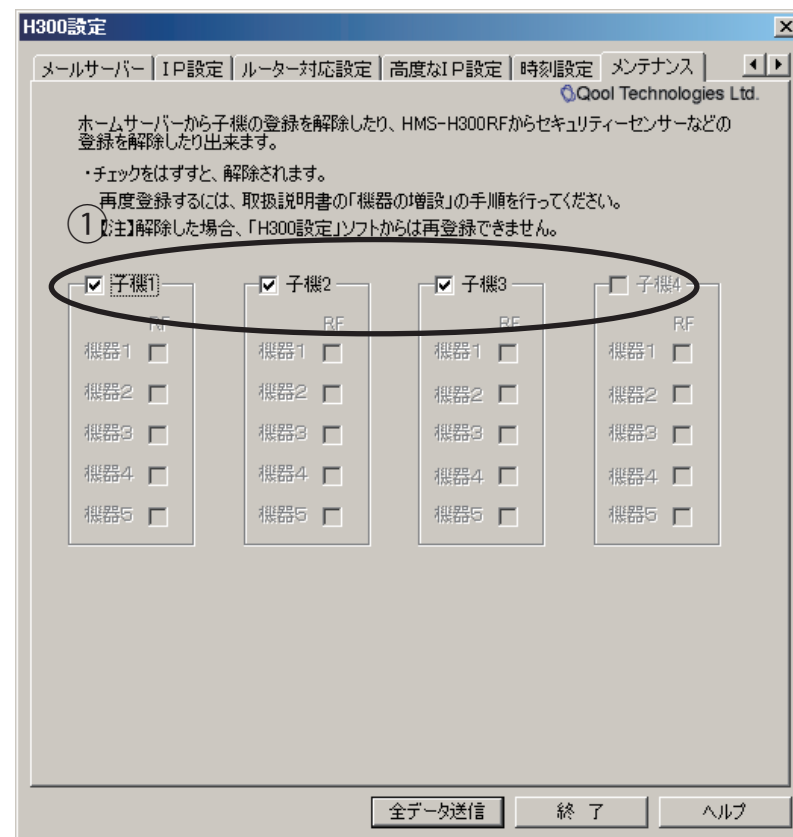 H300設定
メールサーバー IP設定 ルーター対応設定 高度なIP設定 時刻設定 メンテナンス
Qool Technologies Ltd.
ホームサーバーから子機の登録を解除したり、HMS-H300RFからセキュリティーセンサーなどの
登録を解除したり出来ます。
・チェックをはずすと、解除されます。
再度登録するには、取扱説明書の「機器の増設」の手順を行ってください。
①【注】解除した場合、「H300設定」ソフトからは再登録できません。
子機1 子機2 子機3 子機4
RF RF RF RF
機器1 機器1 機器1 機器1
機器2 機器2 機器2 機器2
機器3 機器3 機器3 機器3
機器4 機器4 機器4 機器4
機器5 機器5 機器5 機器5
全データ送信 終 了 ヘルプ